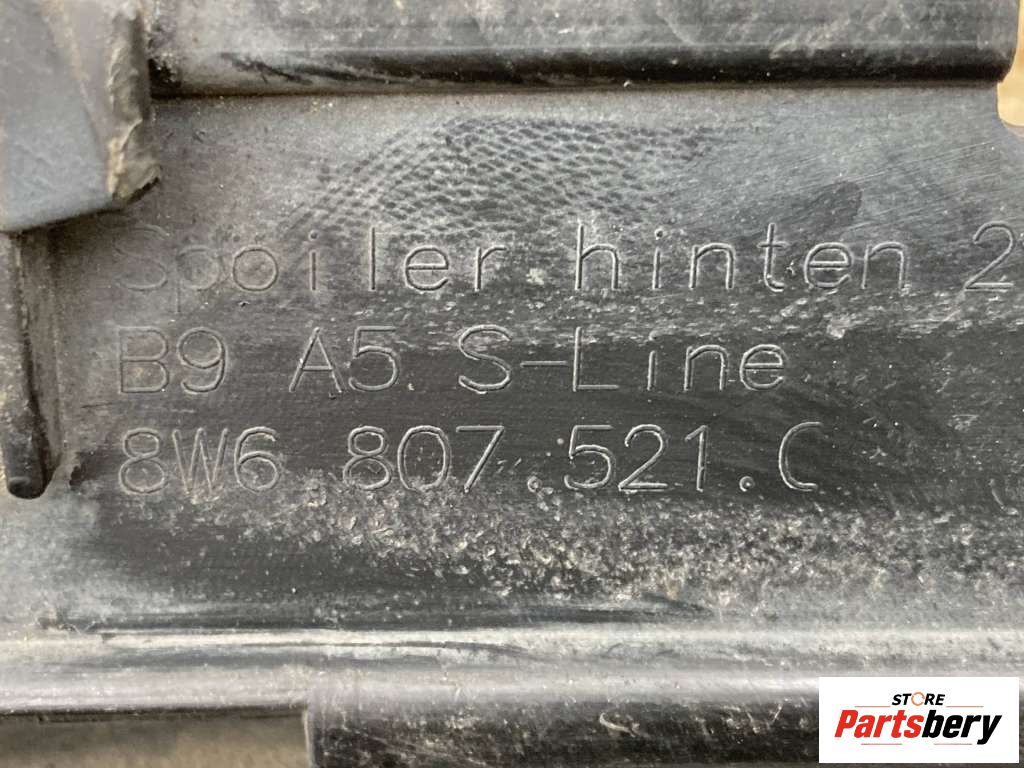 Spoiler hinten 2
B9 A5 S-Line
8W6.807.521.C
STORE
Partsbery